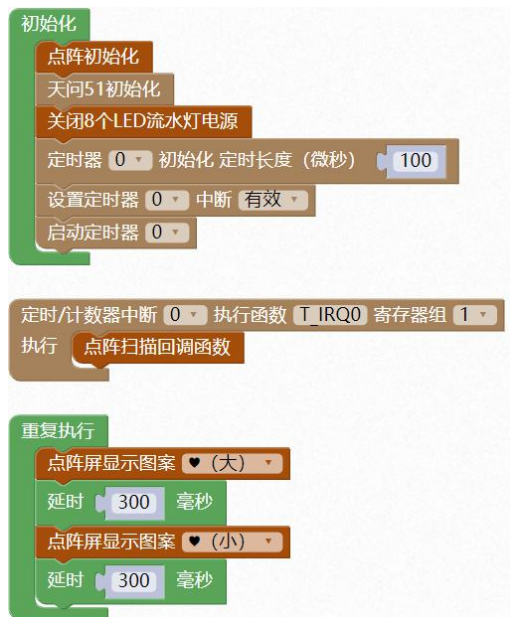 初始化
点阵初始化
天问51初始化
关闭8个LED流水灯电源
定时器 0 初始化 定时长度（微秒） 100
设置定时器 0 中断 有效
启动定时器 0
定时/计数器中断 0 执行函数 T_IRQ0 寄存器组 1
执行 点阵扫描回调函数
重复执行
点阵屏显示图案 ♥（大）
延时 300 毫秒
点阵屏显示图案 ♥（小）
延时 300 毫秒